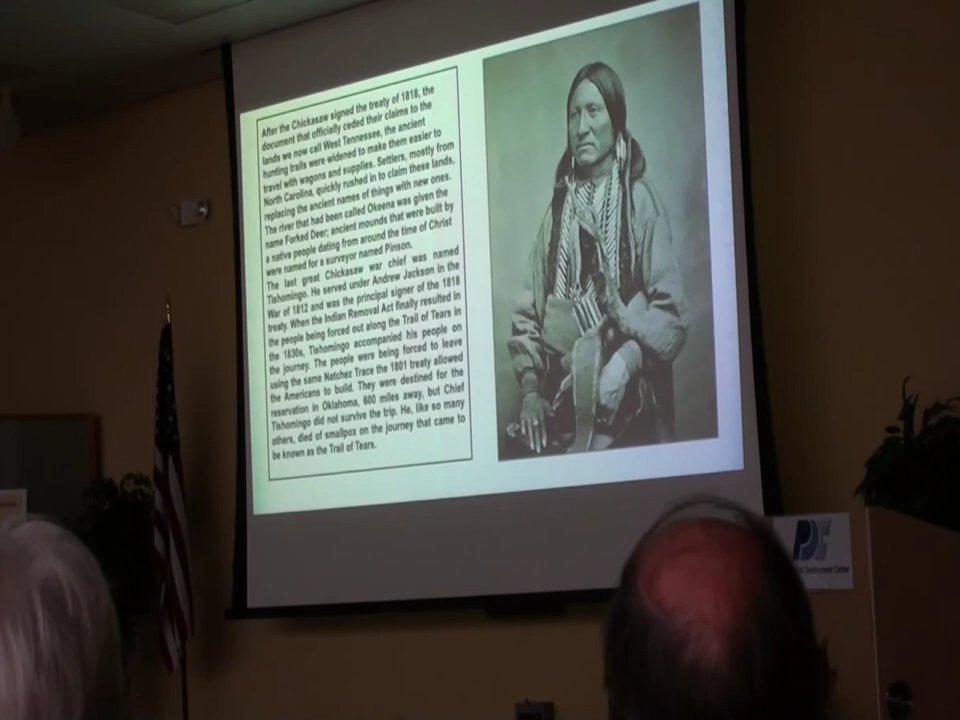 After the Chickasaw signed the treaty of 1818, the
document that officially ceded their claims to the
lands we now call West Tennessee, the ancient
hunting trails were widened to make them easier to
travel with wagons and supplies. Settlers, mostly from
North Carolina, quickly rushed in to claim these lands,
replacing the ancient names of things with new ones.
The river that had been called Okeena was given the
name Forked Deer; ancient mounds that were built by
a native people dating from around the time of Christ
were named for a surveyor named Pinson.
The last great Chickasaw war chief was named
Tishomingo. He served under Andrew Jackson in the
War of 1812 and was the principal signer of the 1818
treaty. When the Indian Removal Act finally resulted in
the people being forced out along the Trail of Tears in
the 1830s, Tishomingo accompanied his people on
the journey. The people were being forced to leave
using the same Natchez Trace the 1801 treaty allowed
the Americans to build. They were destined for the
reservation in Oklahoma, 600 miles away, but Chief
Tishomingo did not survive the trip. He, like so many
others, died of smallpox on the journey that came to
be known as the Trail of Tears.
Development Center